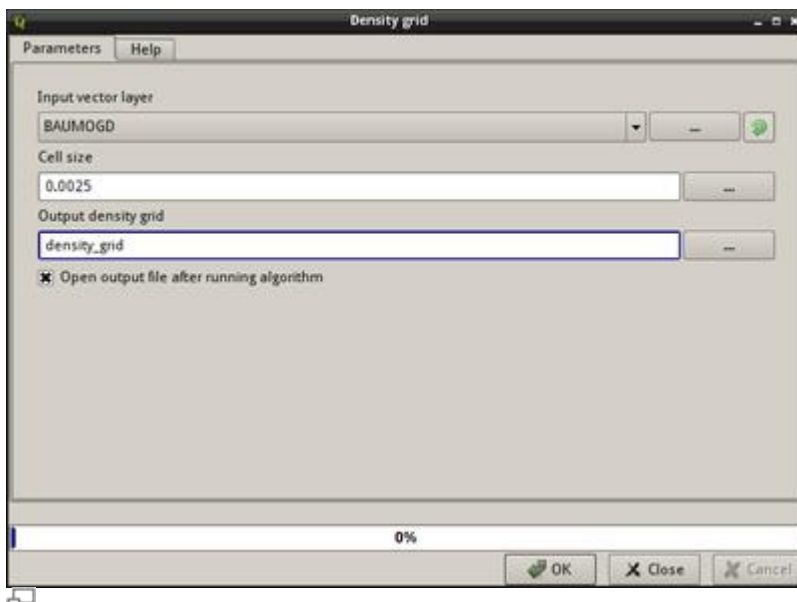 Density grid
Parameters Help
Input vector layer
BAUMOGD
...
Cell size
0.0025
...
Output density grid
density_grid
...
Open output file after running algorithm
0%
OK Close Cancel